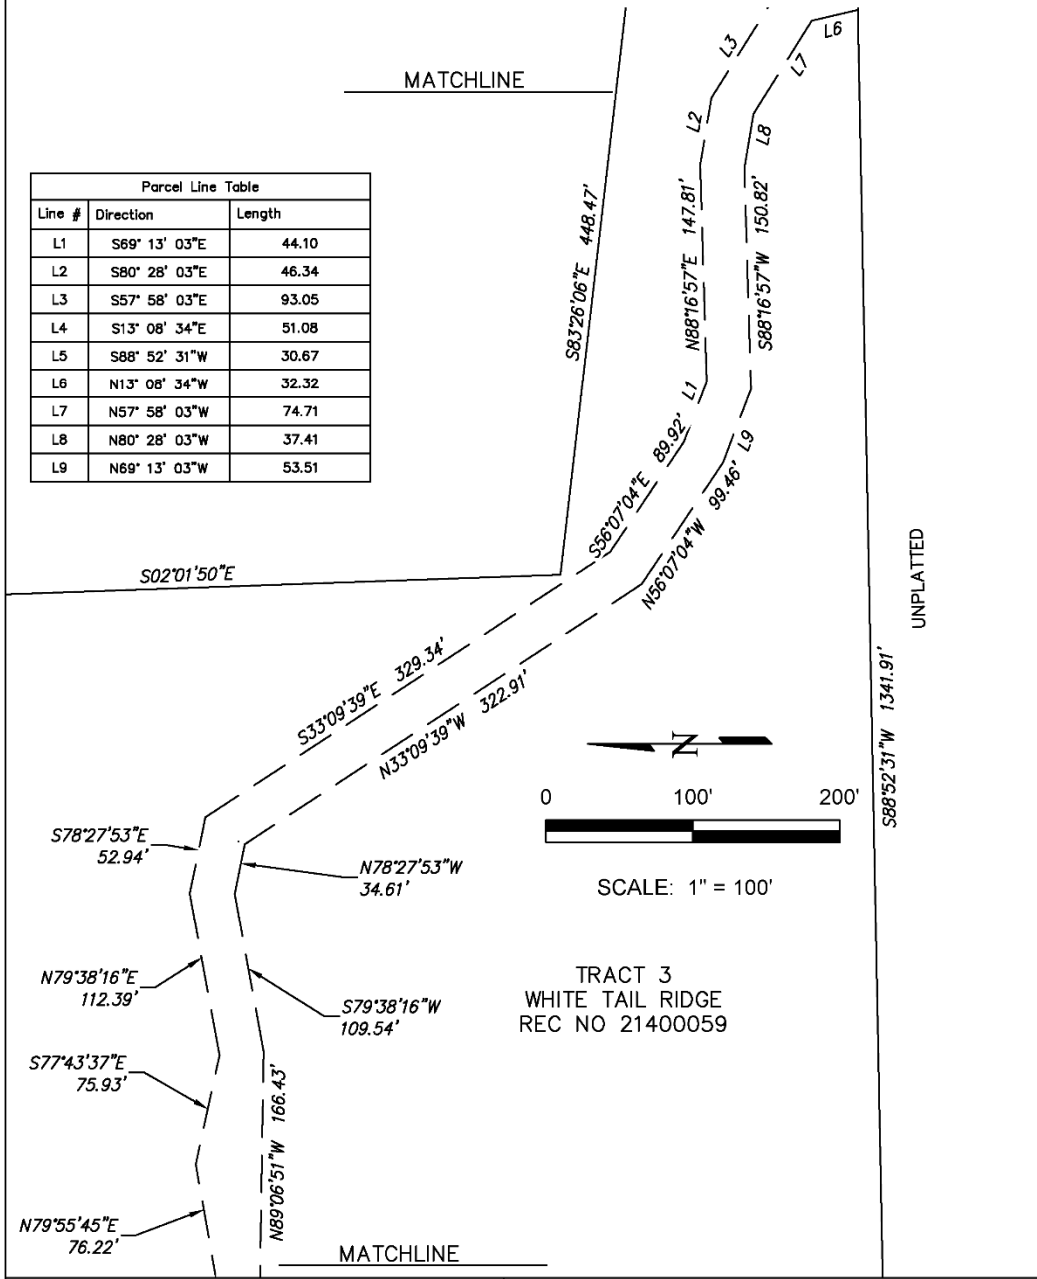 MATCHLINE
L3
L6
L7
L2
L8
Parcel Line Table
Line # Direction Length
L1 S69° 13' 03"E 44.10
L2 S80° 28' 03"E 46.34
L3 S57° 58' 03"E 93.05
L4 S13° 08' 34"E 51.08
L5 S88° 52' 31"W 30.67
L6 N13° 08' 34"W 32.32
L7 N57° 58' 03"W 74.71
L8 N80° 28' 03"W 37.41
L9 N69° 13' 03"W 53.51
S83°26'06"E 448.47'
N88°16'57"E 147.81'
S88°16'57"W 150.82'
L1
L9
S56°07'04"E 89.92'
N56°07'04"W 99.46'
S02°01'50"E
UNPLATTED
S88°52'31"W 1341.91'
S33°09'39"E 329.34'
N33°09'39"W 322.91'
N
0 100' 200'
SCALE: 1" = 100'
S78°27'53"E
52.94'
N78°27'53"W
34.61'
N79°38'16"E
112.39'
S79°38'16"W
109.54'
TRACT 3
WHITE TAIL RIDGE
REC NO 21400059
S77°43'37"E
75.93'
N89°06'51"W 166.43'
N79°55'45"E
76.22'
MATCHLINE